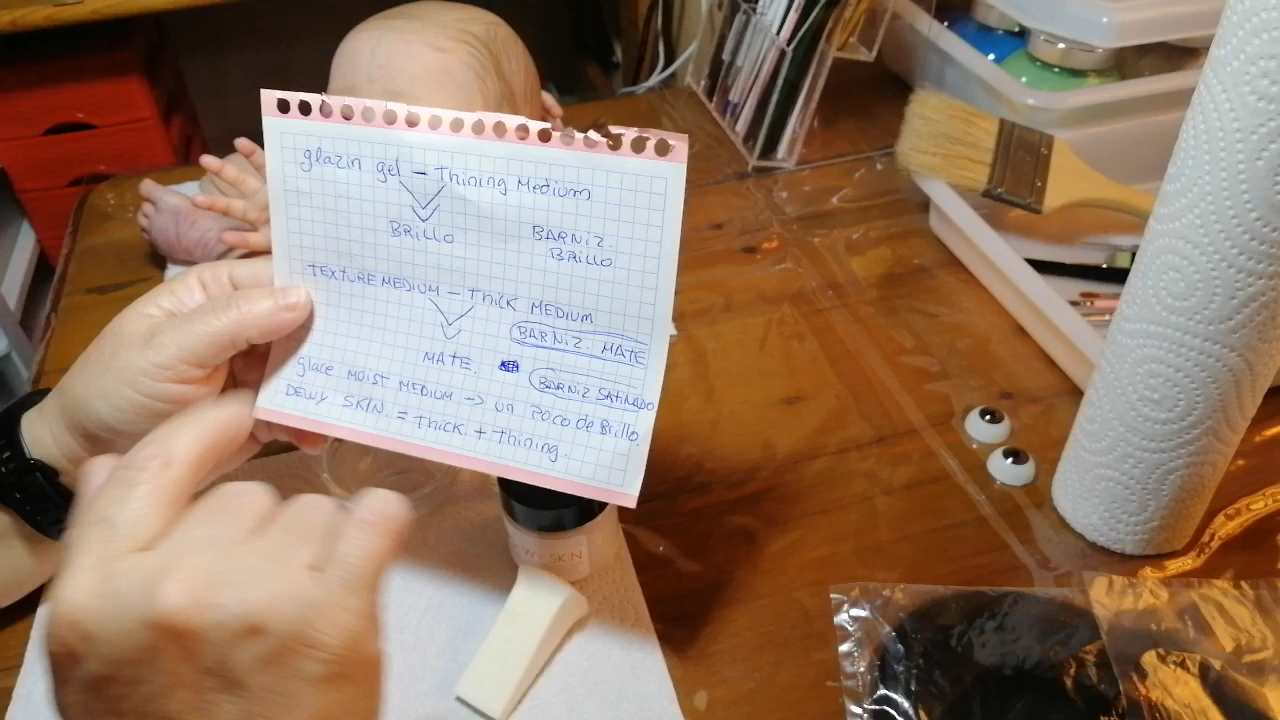 glazin gel - Thining Medium
BRiLLO
BARNiZ.
BRILLO
TEXTURE MEDIUM - Thick MEDIUM
BARNiZ. MATE
MATE.
BARNIZ SATINADO
glace MOIST MEDIUM -> un Poco de Brillo.
DEWY SKIN. = Thick. + Thining.
SKiN